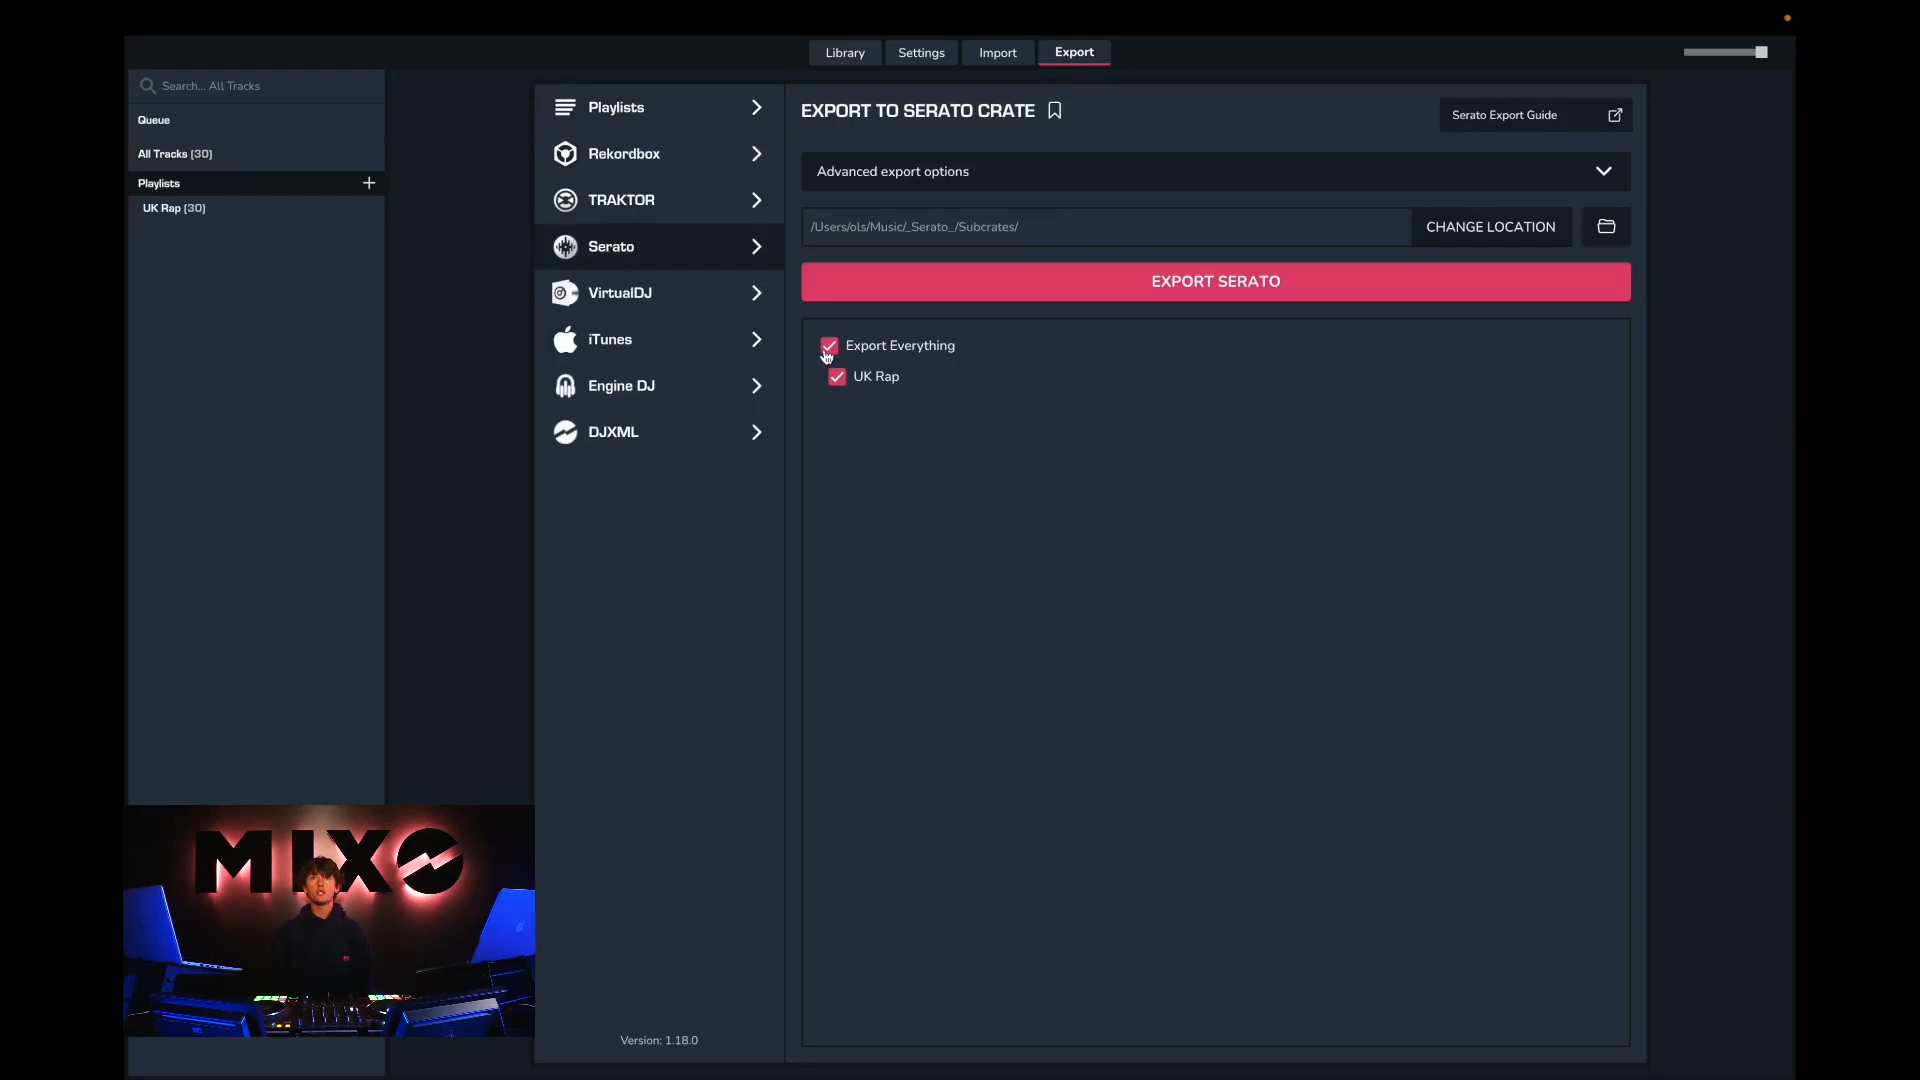 Library
Settings
Import
Export
Search... All Tracks
Queue
All Tracks (30)
Playlists
UK Rap (30)
Playlists
Rekordbox
TRAKTOR
Serato
VirtualDJ
iTunes
Engine DJ
DJXML
Version: 1.18.0
EXPORT TO SERATO CRATE
Serato Export Guide
Advanced export options
/Users/ols/Music/_Serato_/Subcrates/
CHANGE LOCATION
EXPORT SERATO
Export Everything
UK Rap
MIXO